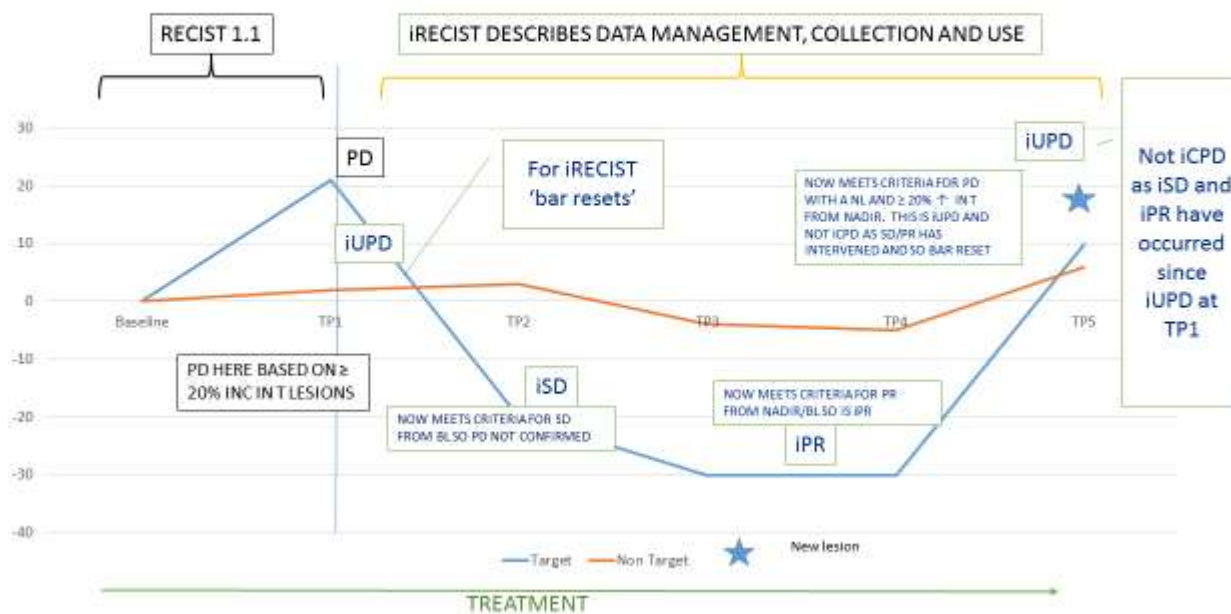 RECIST 1.1
iRECIST DESCRIBES DATA MANAGEMENT, COLLECTION AND USE
30
20
10
0
-10
-20
-30
-40
PD
iUPD
For iRECIST
'bar resets'
iUPD
NOW MEETS CRITERIA FOR PD
WITH A NL AND ≥ 20% ↑ IN T
FROM NADIR. THIS IS iUPD AND
NOT iCPD AS SD/PR HAS
INTERVENED AND SO BAR RESET
Not iCPD
as iSD and
iPR have
occurred
since
iUPD at
TP1
Baseline
TP1
TP2
TP3
TP4
TP5
PD HERE BASED ON ≥
20% INC IN T LESIONS
iSD
NOW MEETS CRITERIA FOR SD
FROM BLSO PD NOT CONFIRMED
NOW MEETS CRITERIA FOR PR
FROM NADIR/BLSO IS iPR
iPR
Target
Non Target
New lesion
TREATMENT